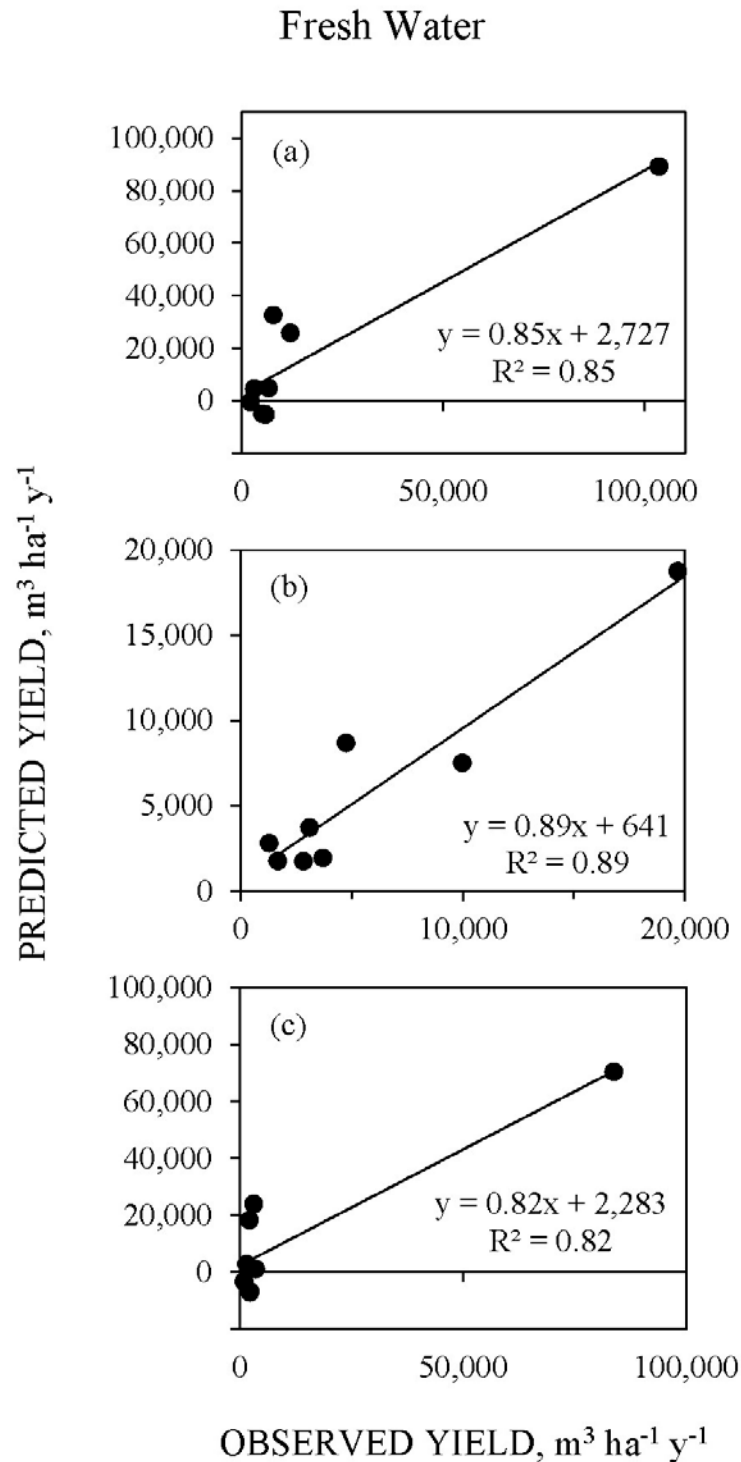 Fresh Water
PREDICTED YIELD, m³ ha⁻¹ y⁻¹
100,000
80,000
60,000
40,000
20,000
0
(a)
y = 0.85x + 2,727
R² = 0.85
0 50,000 100,000
20,000
15,000
10,000
5,000
0
(b)
y = 0.89x + 641
R² = 0.89
0 10,000 20,000
100,000
80,000
60,000
40,000
20,000
0
(c)
y = 0.82x + 2,283
R² = 0.82
0 50,000 100,000
OBSERVED YIELD, m³ ha⁻¹ y⁻¹